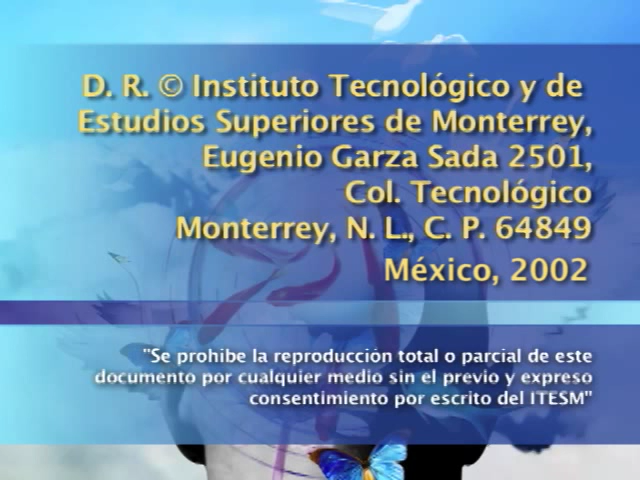 D. R. © Instituto Tecnológico y de
Estudios Superiores de Monterrey,
Eugenio Garza Sada 2501,
Col. Tecnológico
Monterrey, N. L., C. P. 64849
México, 2002
"Se prohibe la reproducción total o parcial de este
documento por cualquier medio sin el previo y expreso
consentimiento por escrito del ITESM"